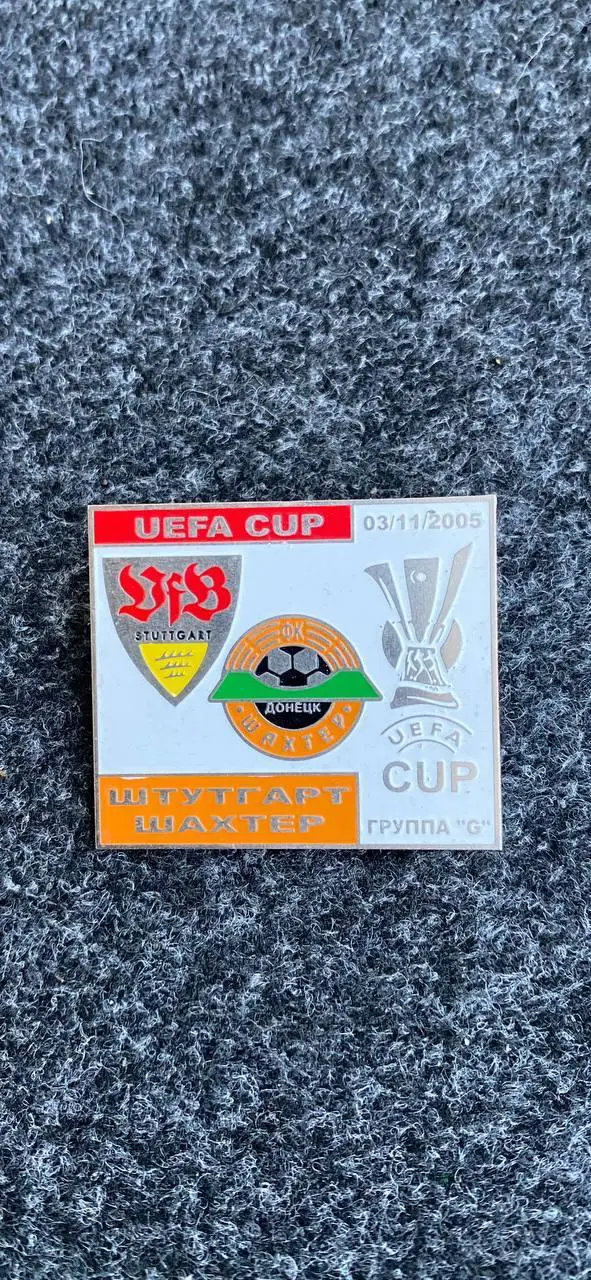 UEFA CUP
03/11/2005
VfB
STUTTGART
ФК
ДОНЕЦК
ШАХТЕР
UEFA
CUP
ШТУТГАРТ
ШАХТЕР
ГРУППА "G"